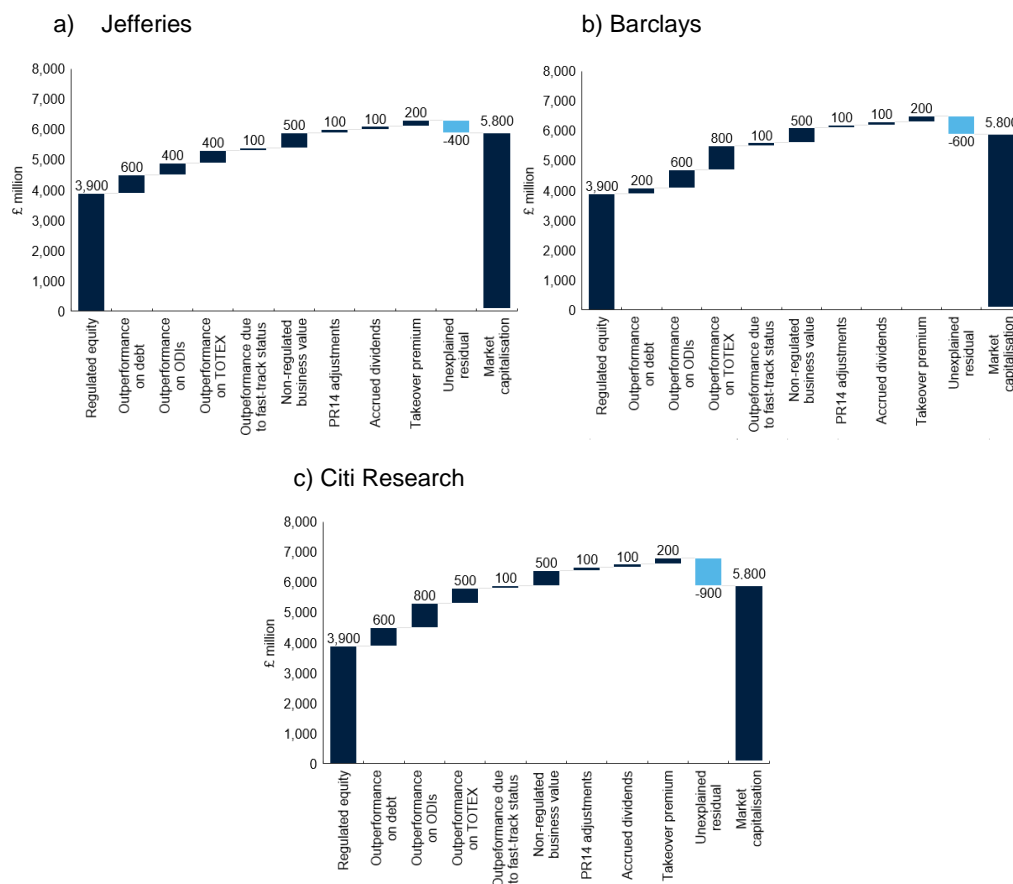 a) Jefferies
8,000
7,000
6,000
5,000
4,000
3,000
2,000
1,000
0
£ million
3,900
600
400
400
100
500
100
100
200
-400
5,800
Regulated equity
Outperformance
on debt
Outperformance
on ODIs
Outperformance
on TOTEX
Outpeformance due
to fast-track status
Non-regulated
business value
PR14 adjustments
Accrued dividends
Takeover premium
Unexplained
residual
Market
capitalisation
b) Barclays
8,000
7,000
6,000
5,000
4,000
3,000
2,000
1,000
0
£ million
3,900
200
600
800
100
500
100
100
200
-600
5,800
Regulated equity
Outperformance
on debt
Outperformance
on ODIs
Outperformance
on TOTEX
Outpeformance due
to fast-track status
Non-regulated
business value
PR14 adjustments
Accrued dividends
Takeover premium
Unexplained
residual
Market
capitalisation
c) Citi Research
8,000
7,000
6,000
5,000
4,000
3,000
2,000
1,000
0
£ million
3,900
600
800
500
100
500
100
100
200
-900
5,800
Regulated equity
Outperformance
on debt
Outperformance
on ODIs
Outperformance
on TOTEX
Outpeformance due
to fast-track status
Non-regulated
business value
PR14 adjustments
Accrued dividends
Takeover premium
Unexplained
residual
Market
capitalisation